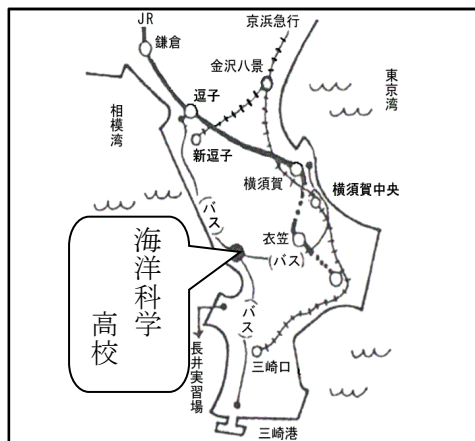 JR
京浜急行
鎌倉
金沢八景
東京湾
逗子
相模湾
新逗子
横須賀
横須賀中央
(バス)
衣笠
(バス)
海洋科学
高校
(バス)
長井実習場
三崎口
三崎港